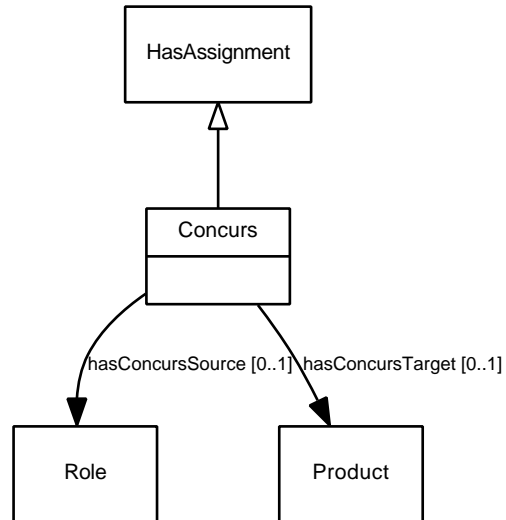 HasAssignment
Concurs
hasConcursSource [0..1]
hasConcursTarget [0..1]
Role
Product